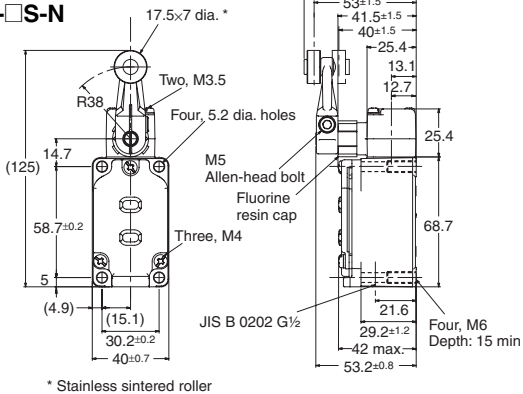 -□S-N
17.5×7 dia. *
53±1.5
41.5±1.5
40±1.5
25.4
13.1
12.7
Two, M3.5
R38
Four, 5.2 dia. holes
14.7
(125)
M5
Allen-head bolt
Fluorine
resin cap
25.4
58.7±0.2
Three, M4
68.7
5
(4.9)
(15.1)
30.2±0.2
40±0.7
JIS B 0202 G½
21.6
29.2±1.2
42 max.
53.2±0.8
Four, M6
Depth: 15 min
* Stainless sintered roller